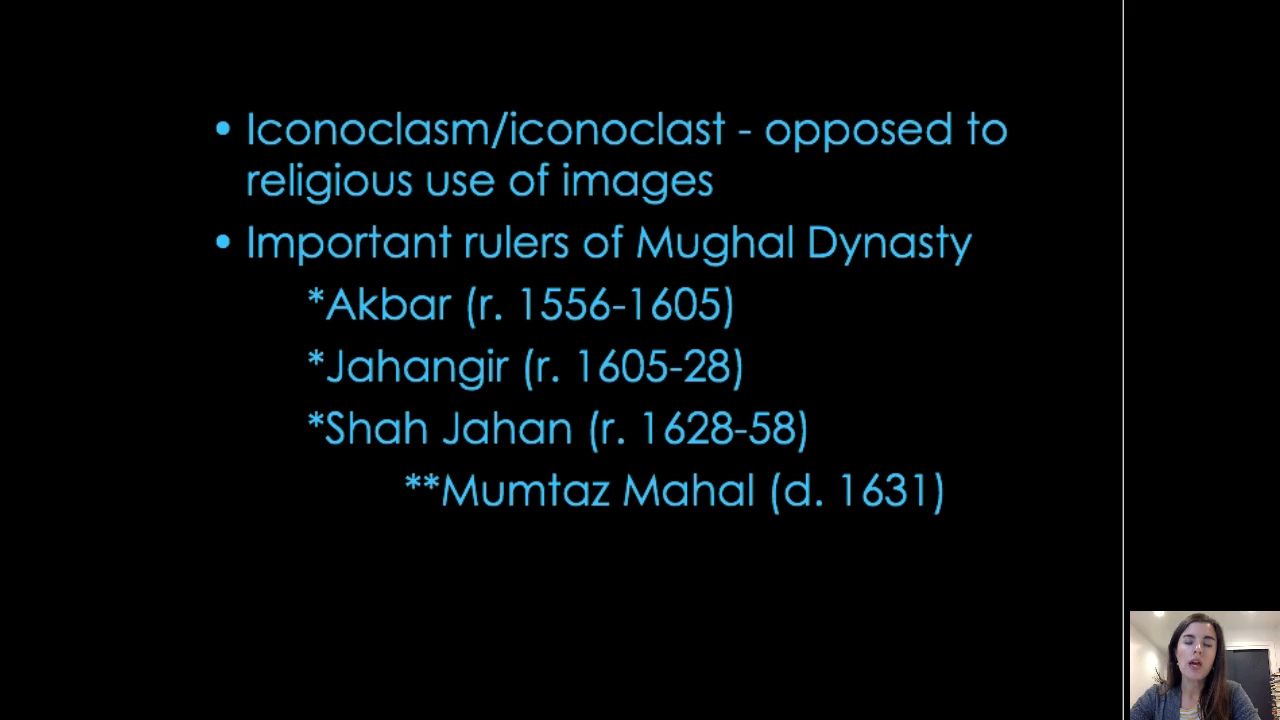 • Iconoclasm/iconoclast - opposed to
religious use of images
• Important rulers of Mughal Dynasty
*Akbar (r. 1556-1605)
*Jahangir (r. 1605-28)
*Shah Jahan (r. 1628-58)
**Mumtaz Mahal (d. 1631)